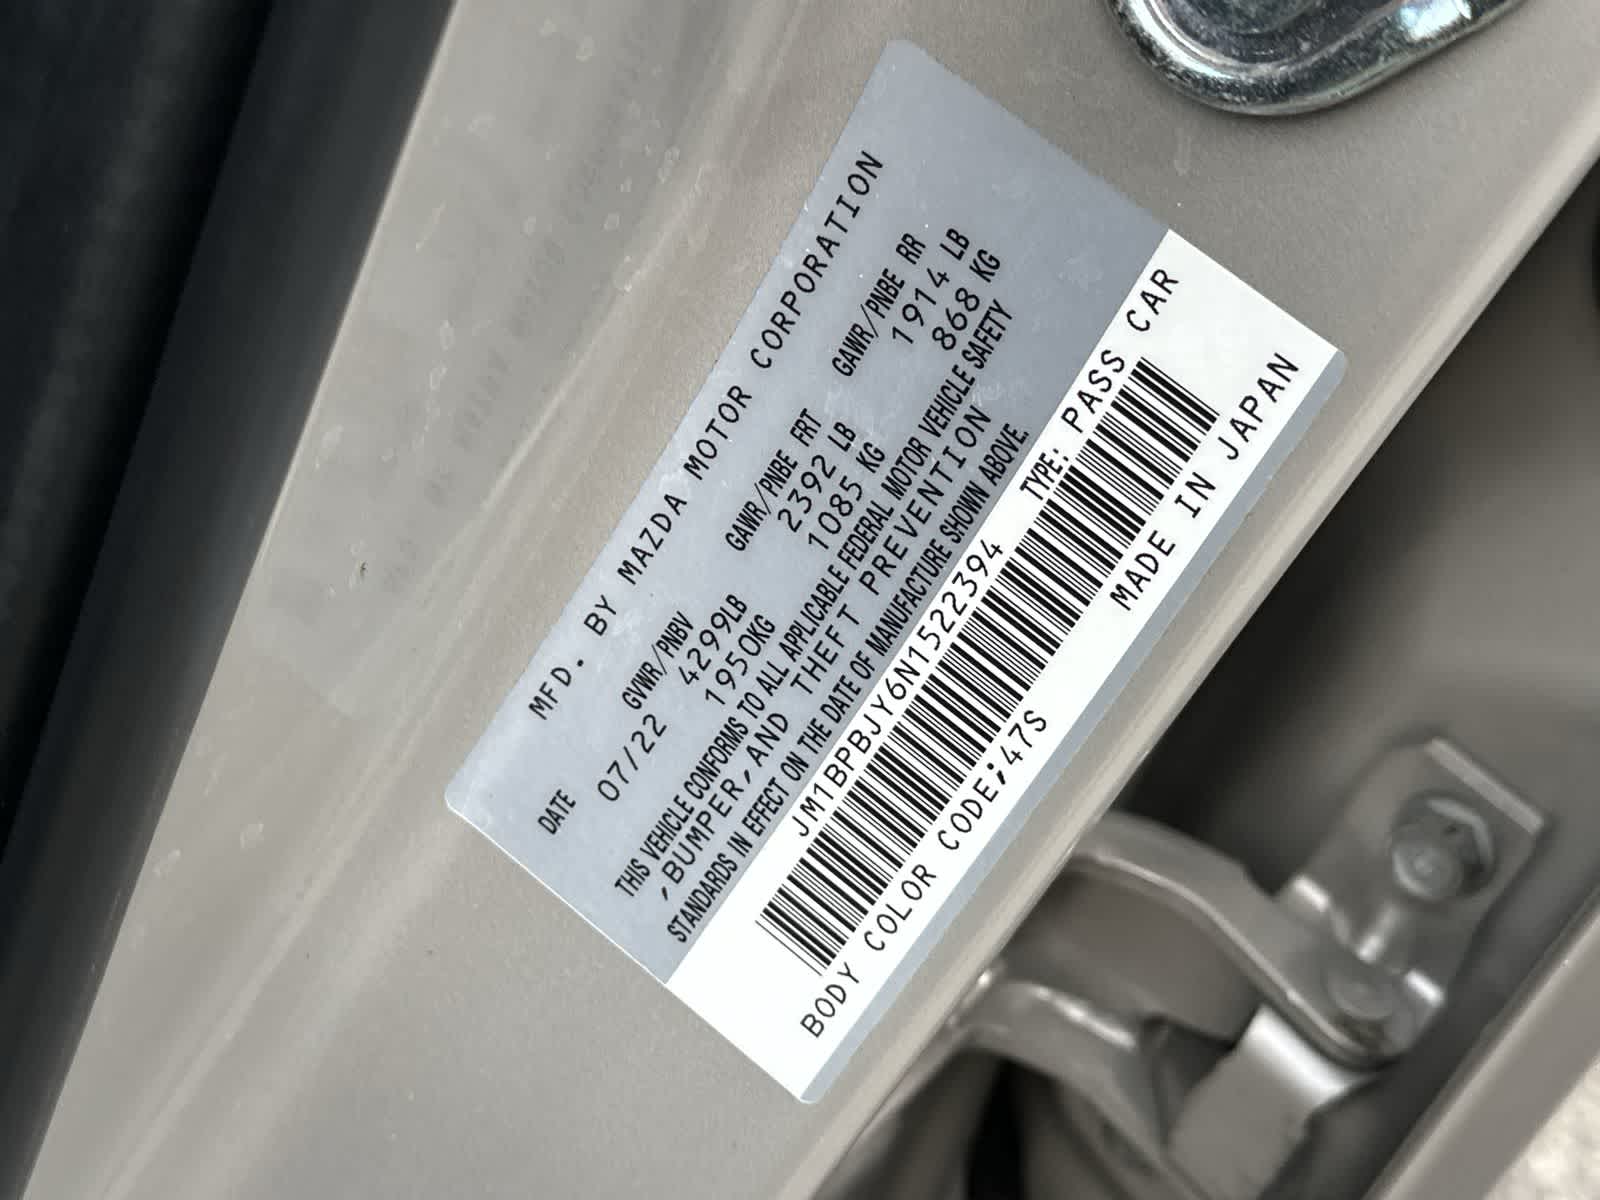 MFD. BY MAZDA MOTOR CORPORATION
DATE GVWR/PNBV GAWR/PNBE FRT GAWR/PNBE RR
07/22 4299LB 2392 LB 1914 LB
1950KG 1085 KG 868 KG
THIS VEHICLE CONFORMS TO ALL APPLICABLE FEDERAL MOTOR VEHICLE SAFETY
,BUMPER,AND THEFT PREVENTION
STANDARDS IN EFFECT ON THE DATE OF MANUFACTURE SHOWN ABOVE.
JM1BPBJY6N1522394 TYPE: PASS CAR
BODY COLOR CODE;47S MADE IN JAPAN